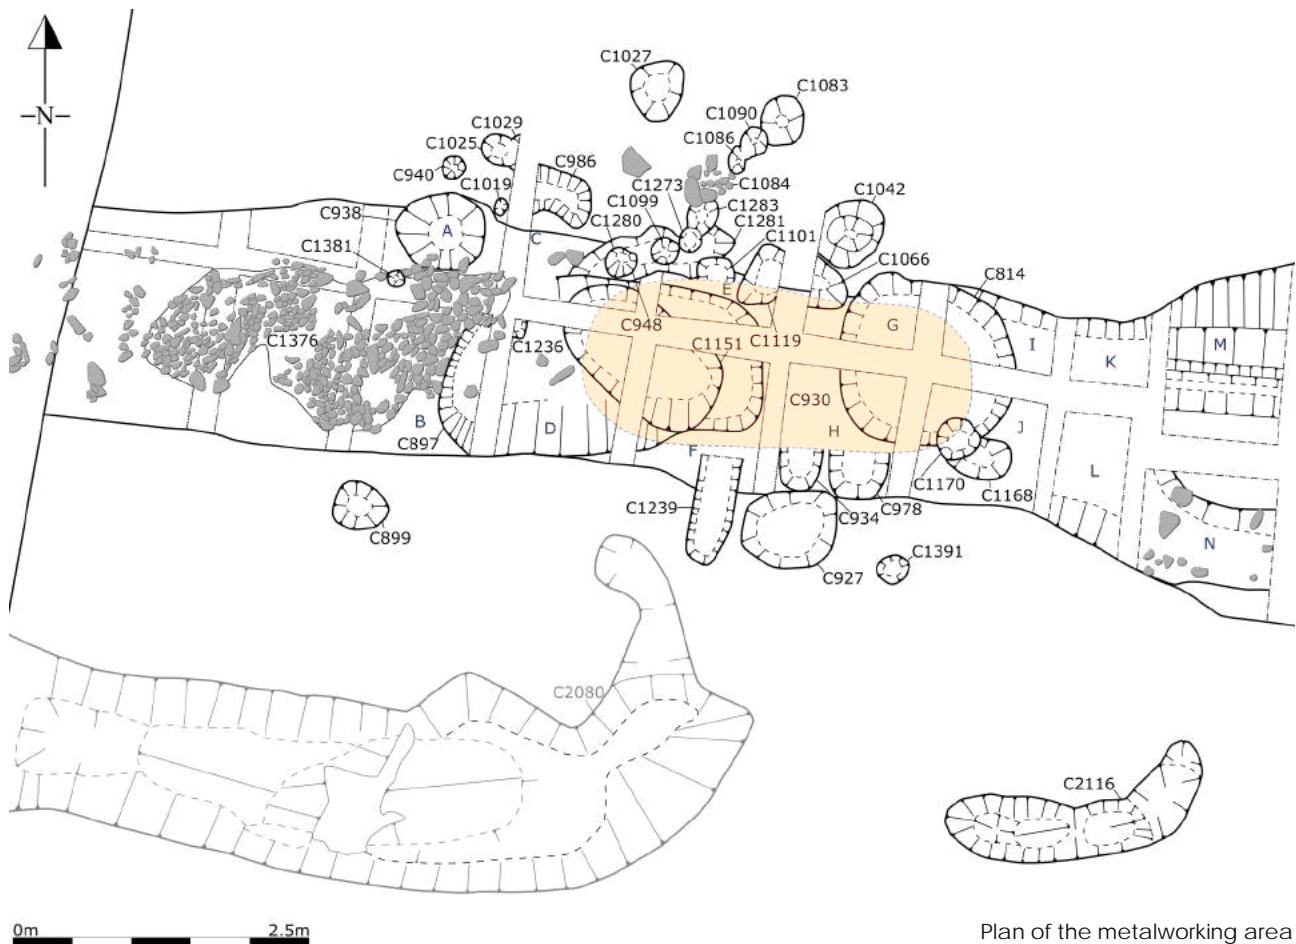 C1027
C1083
C1090
C1029
C1086
C1025
C986
C940
C1273
C1084
C1019
C1099
C1283
C1042
C938
C1280
C1281
A
C
C1101
C1381
C1066
C814
E
C948
G
C1376
C1236
C1119
I
M
C1151
K
C930
B
D
H
J
C897
F
L
C1170
C1168
C1239
C934
C978
C899
N
C1391
C927
C2080
C2116
0m 2.5m
Plan of the metalworking area
-N-